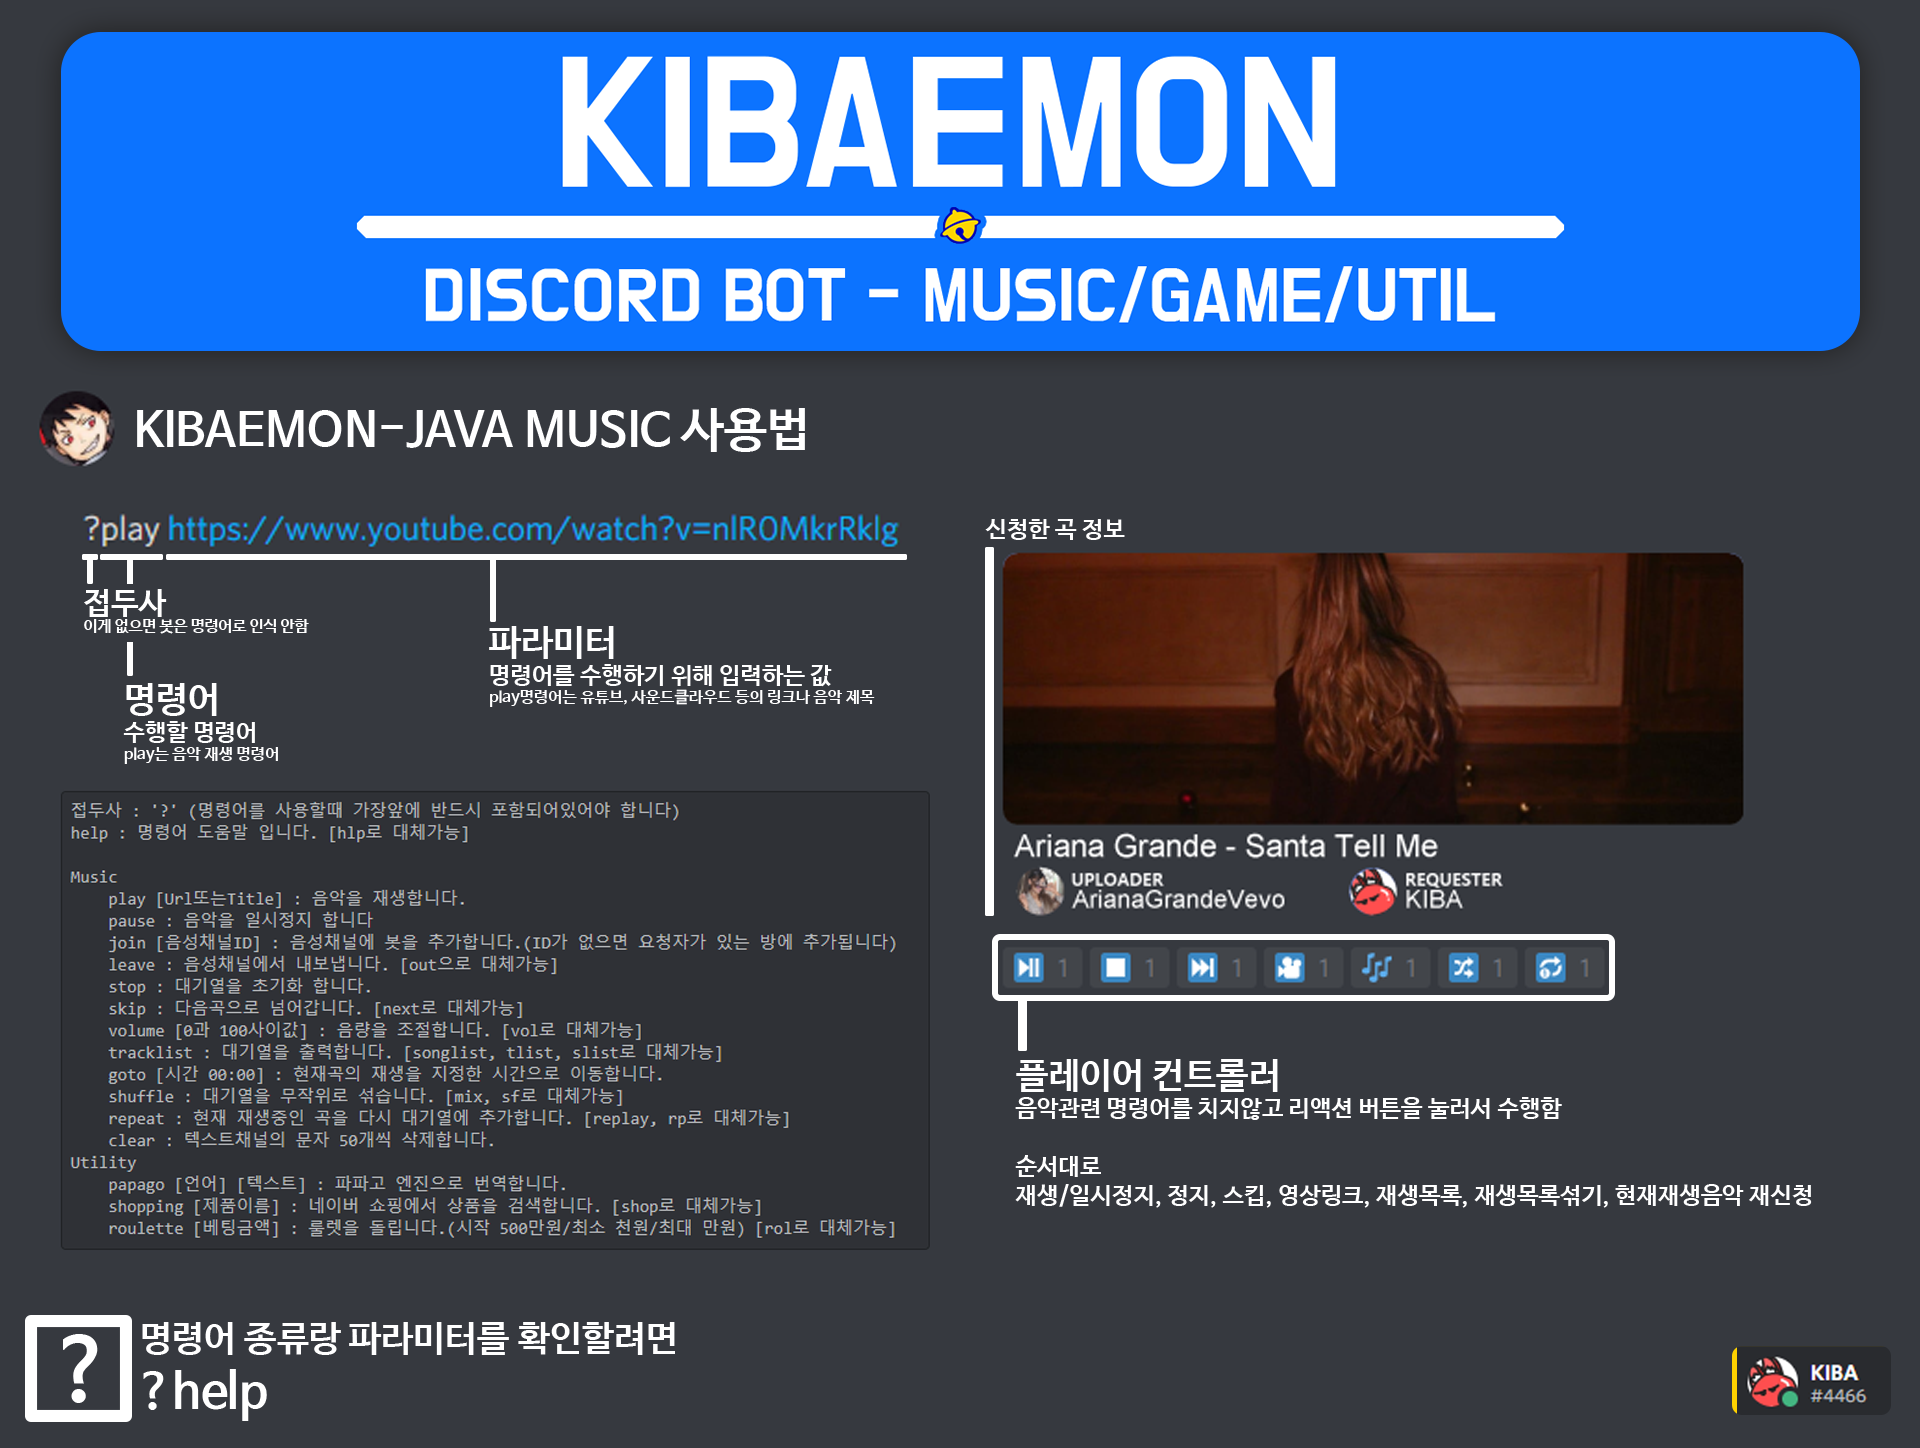 KIBAEMON
DISCORD BOT - MUSIC/GAME/UTIL
KIBAEMON-JAVA MUSIC 사용법
?play https://www.youtube.com/watch?v=nlR0MkrRklg
접두사
이게 없으면 봇은 명령어로 인식 안함
명령어
수행할 명령어
play는 음악 재생 명령어
파라미터
명령어를 수행하기 위해 입력하는 값
play명령어는 유튜브, 사운드클라우드 등의 링크나 음악 제목
접두사 : '?' (명령어를 사용할때 가장앞에 반드시 포함되어있어야 합니다)
help : 명령어 도움말 입니다. [hlp로 대체가능]
Music
play [Url또는Title] : 음악을 재생합니다.
pause : 음악을 일시정지 합니다
join [음성채널ID] : 음성채널에 봇을 추가합니다.(ID가 없으면 요청자가 있는 방에 추가됩니다)
leave : 음성채널에서 내보냅니다. [out으로 대체가능]
stop : 대기열을 초기화 합니다.
skip : 다음곡으로 넘어갑니다. [next로 대체가능]
volume [0과 100사이값] : 음량을 조절합니다. [vol로 대체가능]
tracklist : 대기열을 출력합니다. [songlist, tlist, slist로 대체가능]
goto [시간 00:00] : 현재곡의 재생을 지정한 시간으로 이동합니다.
shuffle : 대기열을 무작위로 섞습니다. [mix, sf로 대체가능]
repeat : 현재 재생중인 곡을 다시 대기열에 추가합니다. [replay, rp로 대체가능]
clear : 텍스트채널의 문자 50개씩 삭제합니다.
Utility
papago [언어] [텍스트] : 파파고 엔진으로 번역합니다.
shopping [제품이름] : 네이버 쇼핑에서 상품을 검색합니다. [shop로 대체가능]
roulette [베팅금액] : 룰렛을 돌립니다.(시작 500만원/최소 천원/최대 만원) [rol로 대체가능]
신청한 곡 정보
Ariana Grande - Santa Tell Me
UPLOADER
ArianaGrandeVevo
REQUESTER
KIBA
1 1 1 1 1 1 1
플레이어 컨트롤러
음악관련 명령어를 치지않고 리액션 버튼을 눌러서 수행함
순서대로
재생/일시정지, 정지, 스킵, 영상링크, 재생목록, 재생목록섞기, 현재재생음악 재신청
?
명령어 종류랑 파라미터를 확인할려면
?help
KIBA
#4466